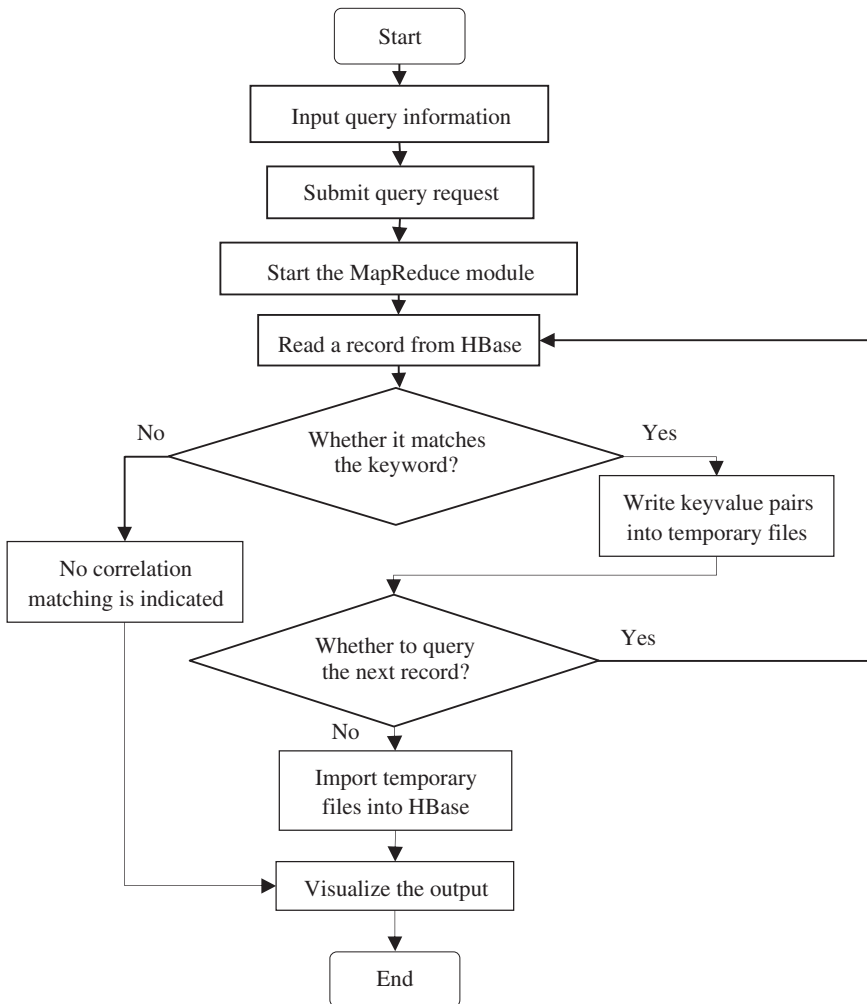 Start
Input query information
Submit query request
Start the MapReduce module
Read a record from HBase
No
Whether it matches
the keyword?
Yes
Write keyvalue pairs
into temporary files
No correlation
matching is indicated
Whether to query
the next record?
Yes
No
Import temporary
files into HBase
Visualize the output
End